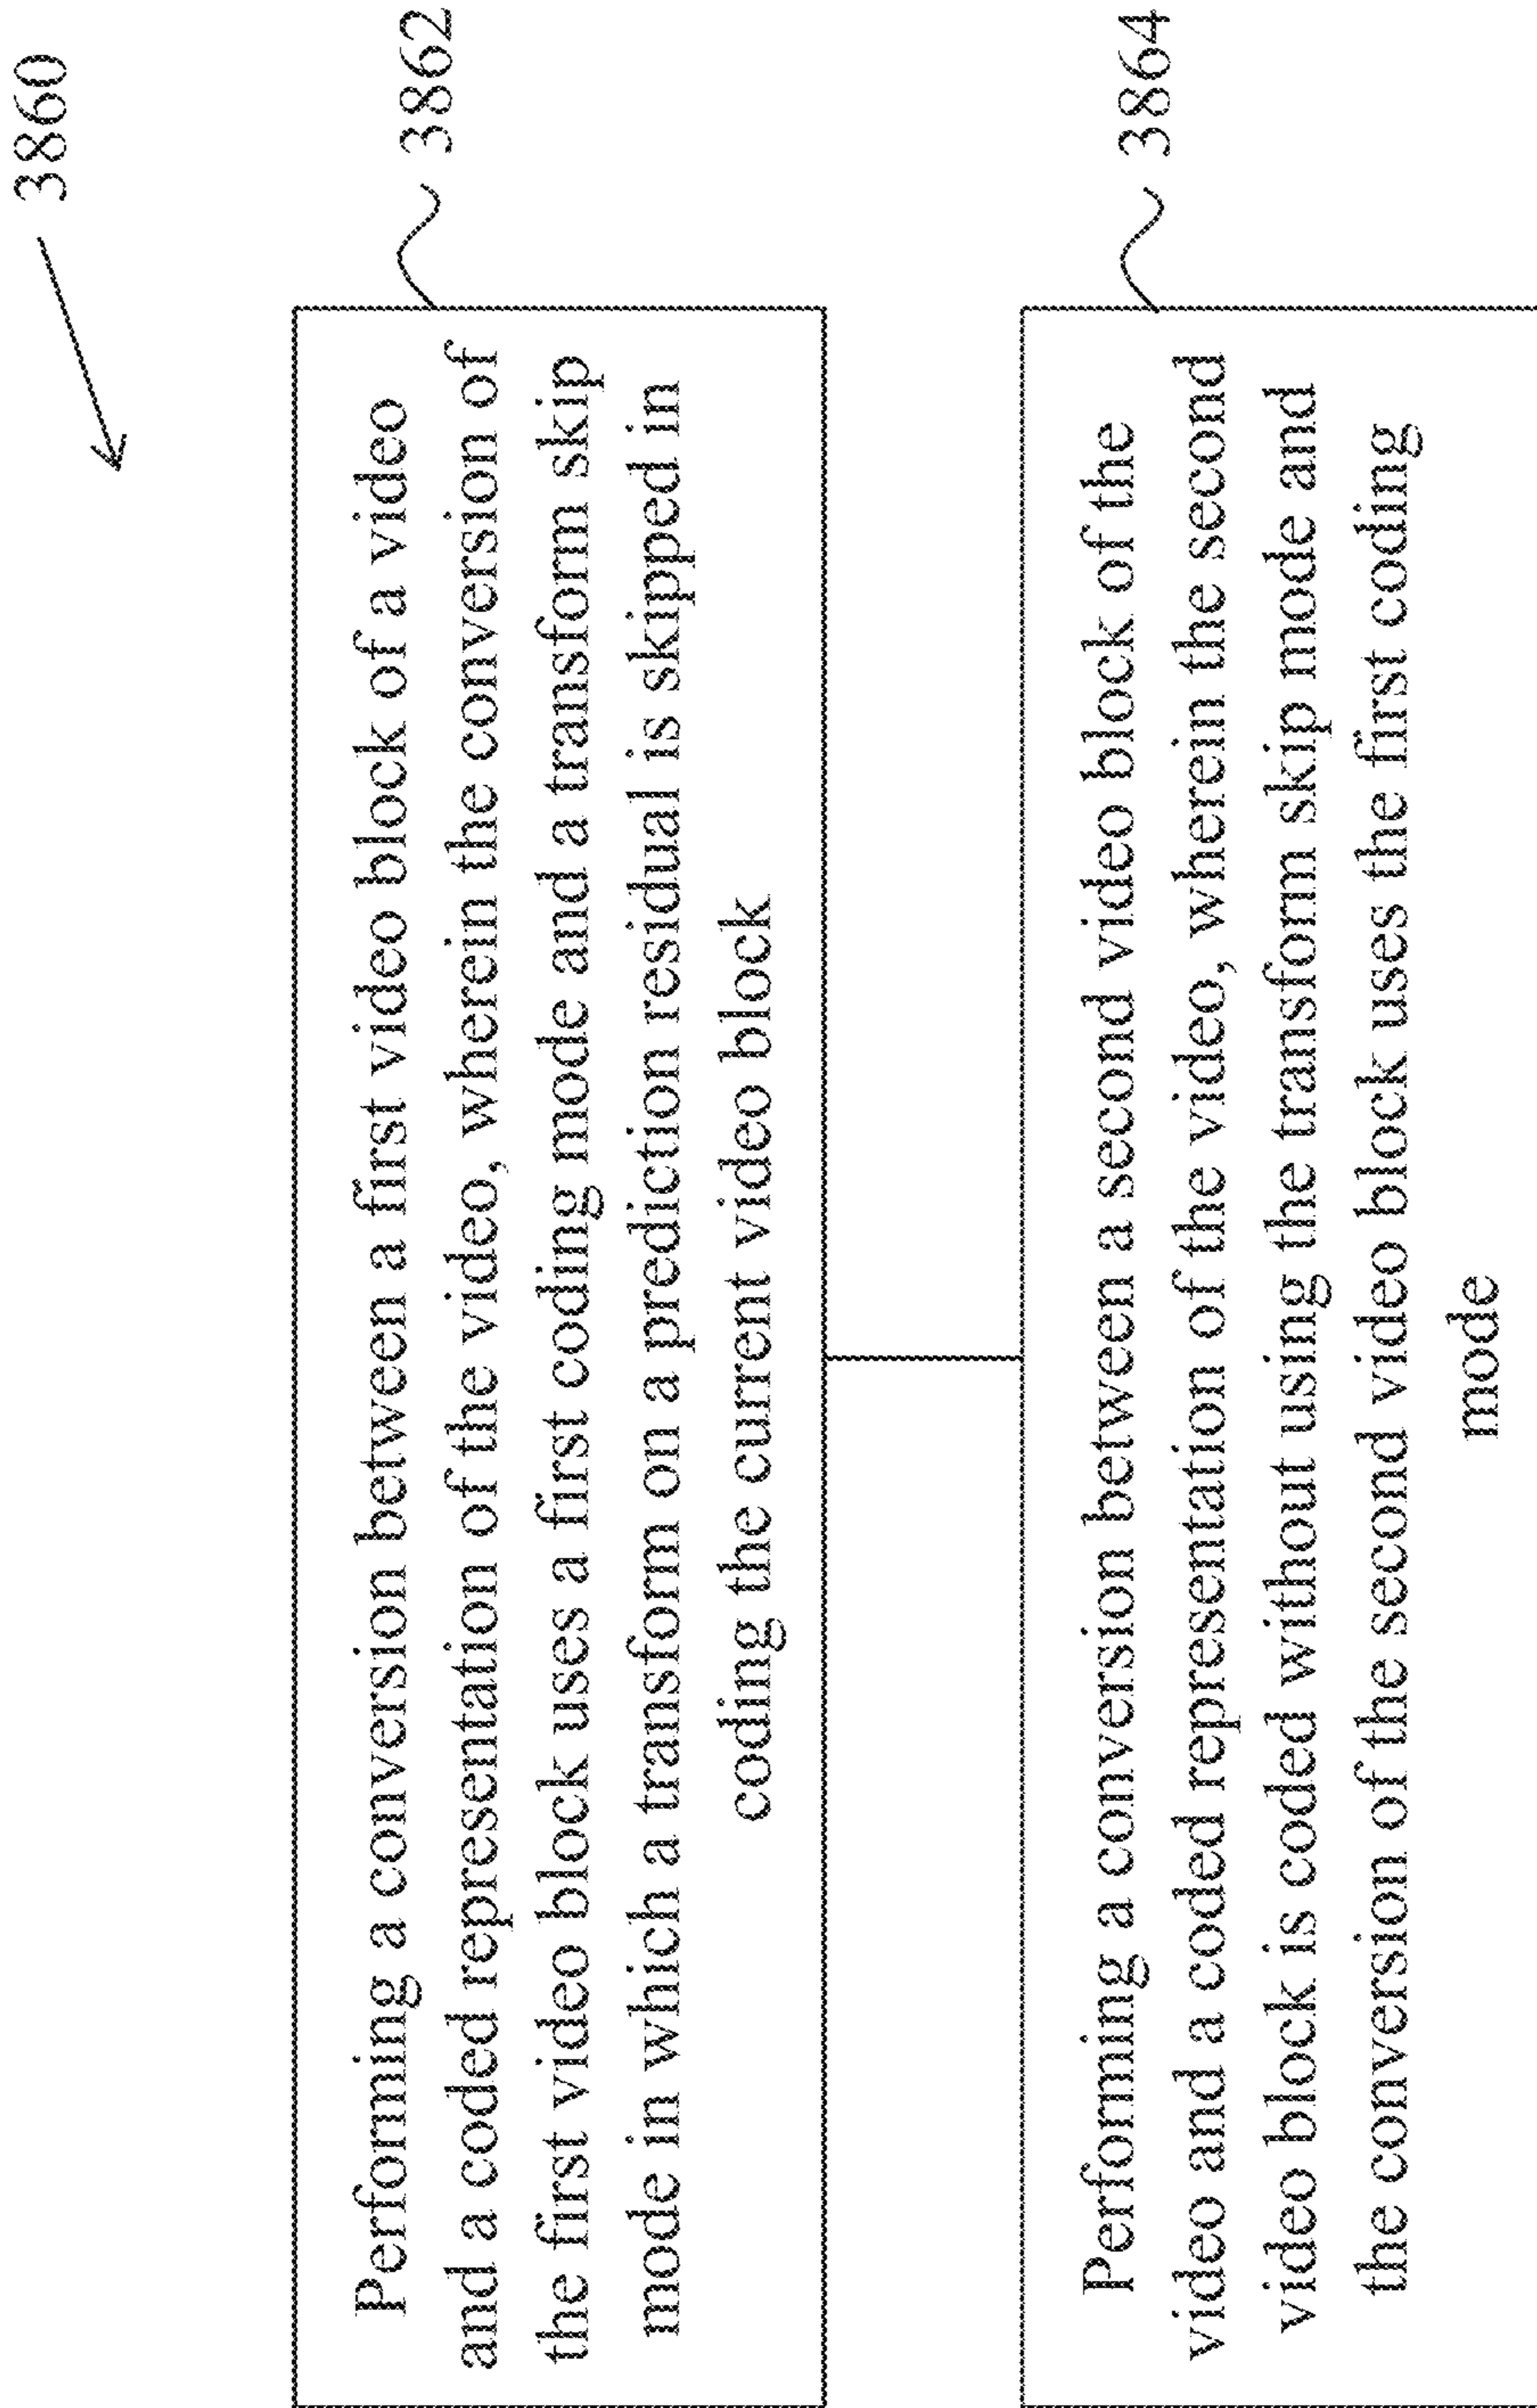 3860
3862
Performing a conversion between a first video block of a video
and a coded representation of the video, wherein the conversion of
the first video block uses a first coding mode and a transform skip
mode in which a transform on a prediction residual is skipped in
coding the current video block
3864
Performing a conversion between a second video block of the
video and a coded representation of the video, wherein the second
video block is coded without using the transform skip mode and
the conversion of the second video block uses the first coding
mode